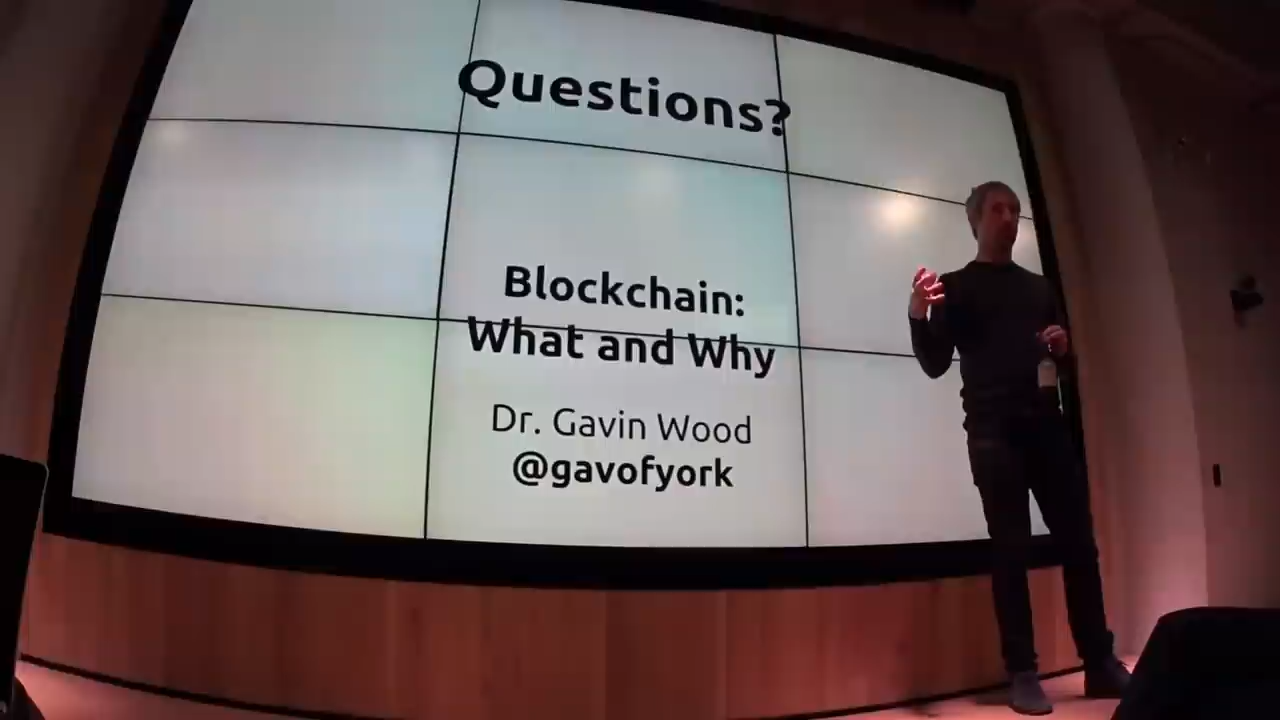 Questions?
Blockchain:
What and Why
Dr. Gavin Wood
@gavofyork